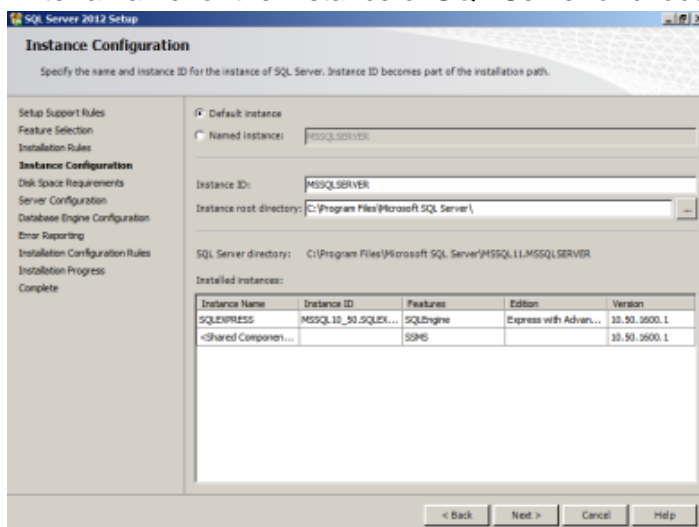 SQL Server 2012 Setup
Instance Configuration
Specify the name and instance ID for the instance of SQL Server. Instance ID becomes part of the installation path.
Setup Support Rules
Feature Selection
Installation Rules
Instance Configuration
Disk Space Requirements
Server Configuration
Database Engine Configuration
Error Reporting
Installation Configuration Rules
Installation Progress
Complete
Default instance
Named instance: MSSQLSERVER
Instance ID: MSSQLSERVER
Instance root directory: C:\Program Files\Microsoft SQL Server\ ...
SQL Server directory: C:\Program Files\Microsoft SQL Server\MSSQL11.MSSQLSERVER
Installed instances:
Instance Name Instance ID Features Edition Version
SQLEXPRESS MSSQL10_50.SQLEX... SQLEngine Express with Advan... 10.50.1600.1
<Shared Componen... SSMS 10.50.1600.1
< Back Next > Cancel Help